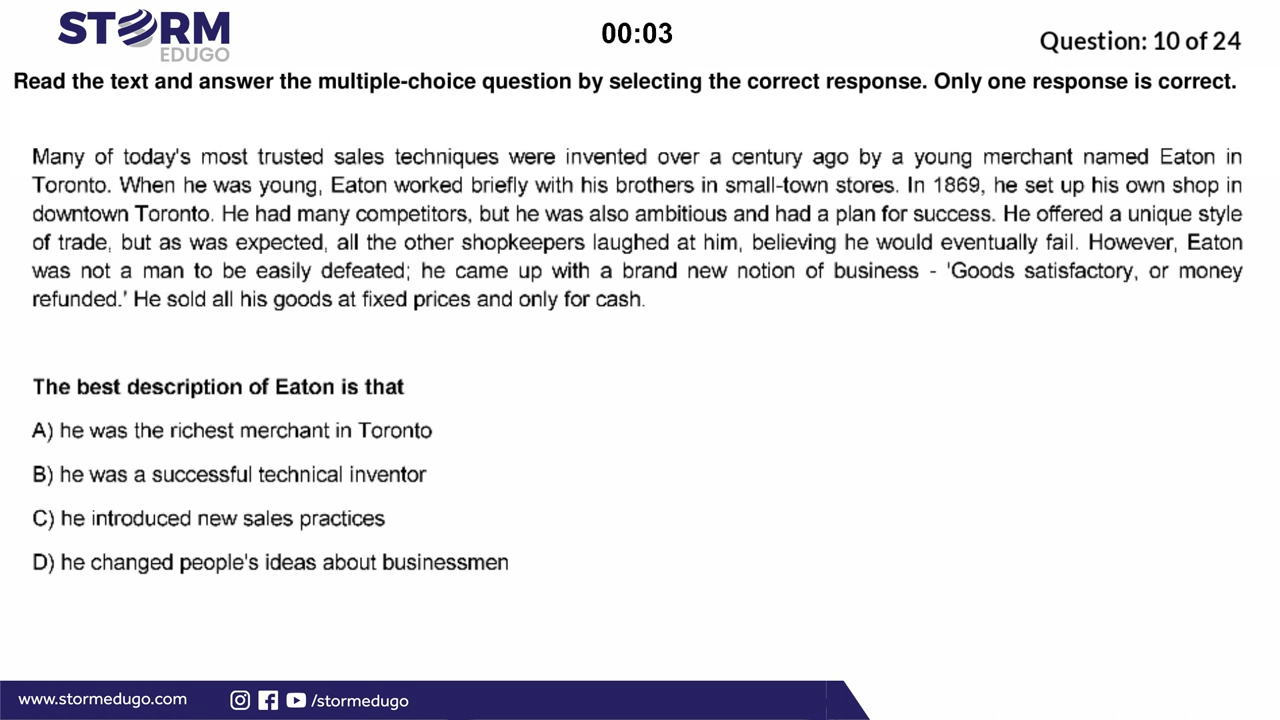 STORM
EDUGO
00:03
Question: 10 of 24
Read the text and answer the multiple-choice question by selecting the correct response. Only one response is correct.
Many of today's most trusted sales techniques were invented over a century ago by a young merchant named Eaton in
Toronto. When he was young, Eaton worked briefly with his brothers in small-town stores. In 1869, he set up his own shop in
downtown Toronto. He had many competitors, but he was also ambitious and had a plan for success. He offered a unique style
of trade, but as was expected, all the other shopkeepers laughed at him, believing he would eventually fail. However, Eaton
was not a man to be easily defeated; he came up with a brand new notion of business - 'Goods satisfactory, or money
refunded.' He sold all his goods at fixed prices and only for cash.
The best description of Eaton is that
A) he was the richest merchant in Toronto
B) he was a successful technical inventor
C) he introduced new sales practices
D) he changed people's ideas about businessmen
www.stormedugo.com
/stormedugo